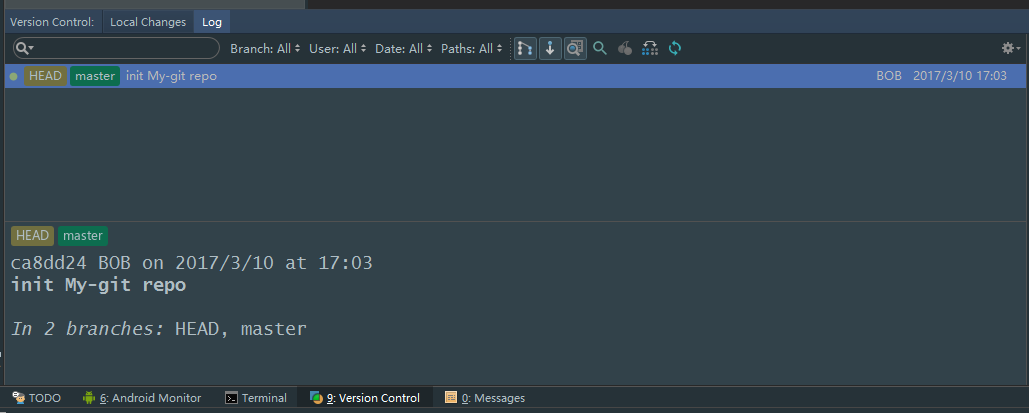 Version Control: Local Changes Log
Branch: All User: All Date: All Paths: All
HEAD master init My-git repo BOB 2017/3/10 17:03
HEAD master
ca8dd24 BOB on 2017/3/10 at 17:03
init My-git repo
In 2 branches: HEAD, master
TODO 6: Android Monitor Terminal 9: Version Control 0: Messages